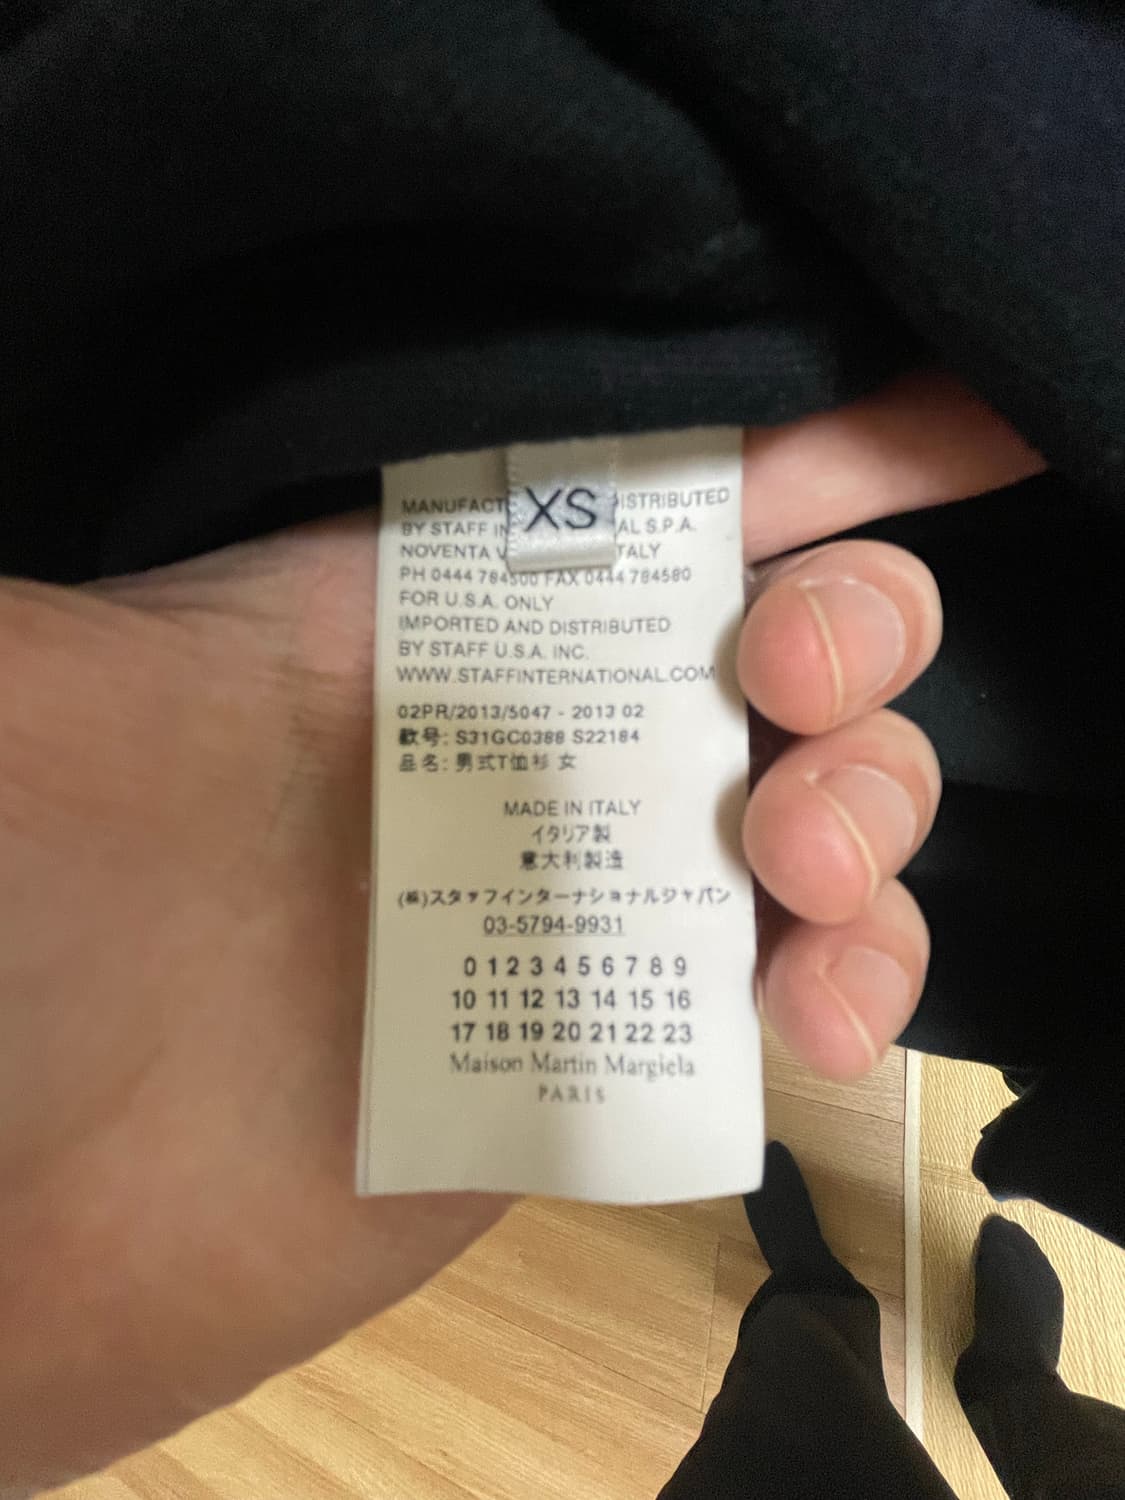 XS
MANUFACT ISTRIBUTED
BY STAFF IN AL S.P.A.
NOVENTA V TALY
PH 0444 784500 FAX 0444 784580
FOR U.S.A. ONLY
IMPORTED AND DISTRIBUTED
BY STAFF U.S.A. INC.
WWW.STAFFINTERNATIONAL.COM
02PR/2013/5047 - 2013 02
款号: S31GC0388 S22184
品名: 男式T恤衫 女
MADE IN ITALY
イタリア製
意大利製造
(株)スタッフインターナショナルジャパン
03-5794-9931
0 1 2 3 4 5 6 7 8 9
10 11 12 13 14 15 16
17 18 19 20 21 22 23
Maison Martin Margiela
PARIS